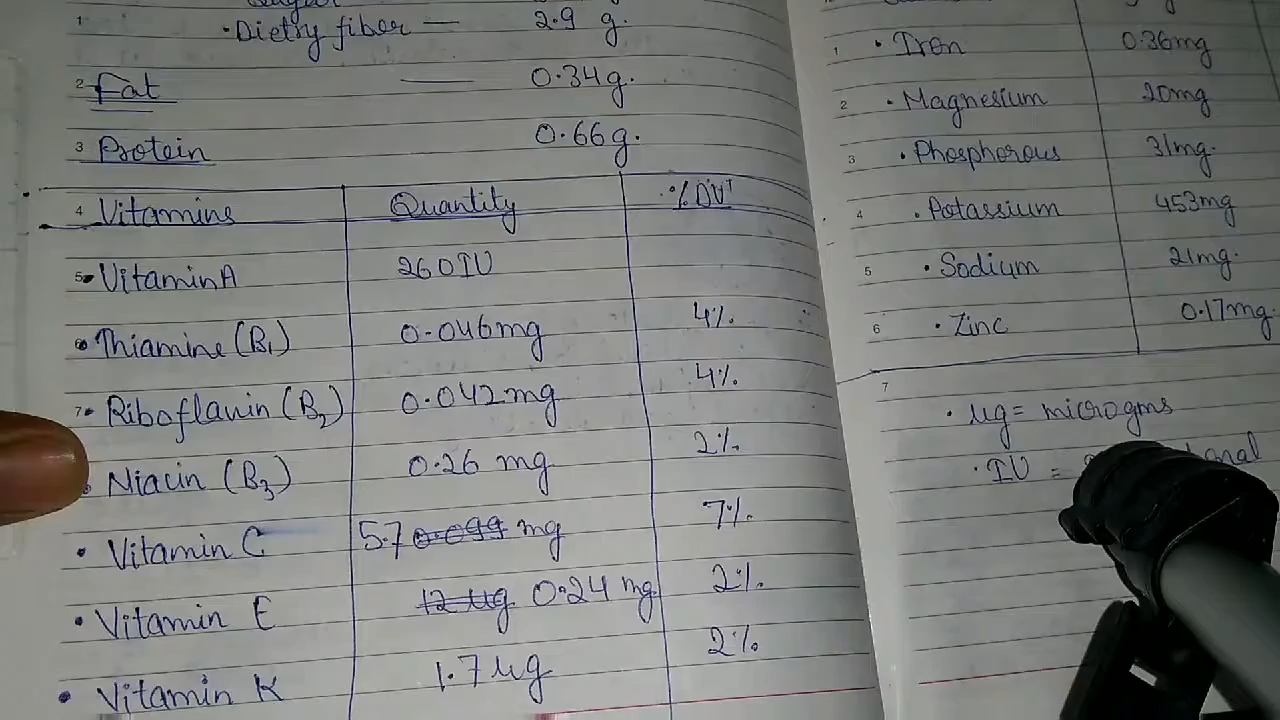 1
• Dietry fiber — 2.9 g.
2 Fat — 0.34g.
3 Protein 0.66g.
4 Vitamins Quantity % DV†
5 • Vitamin A 260IU
• Thiamine (B1) 0.046mg 4%.
7 • Riboflavin (B2) 0.042mg 4%.
• Niacin (B3) 0.26 mg 2%.
• Vitamin C 5.7 0.099 mg 7%.
• Vitamin E 12 µg 0.24 mg 2%.
• Vitamin K 1.7 µg 2%.
1 • Iron 0.36mg
2 • Magnesium 20mg
3 • Phosphorous 31mg.
4 • Potassium 453mg
5 • Sodium 21mg.
6 • Zinc 0.17mg.
7
• µg = microgms
• IU =